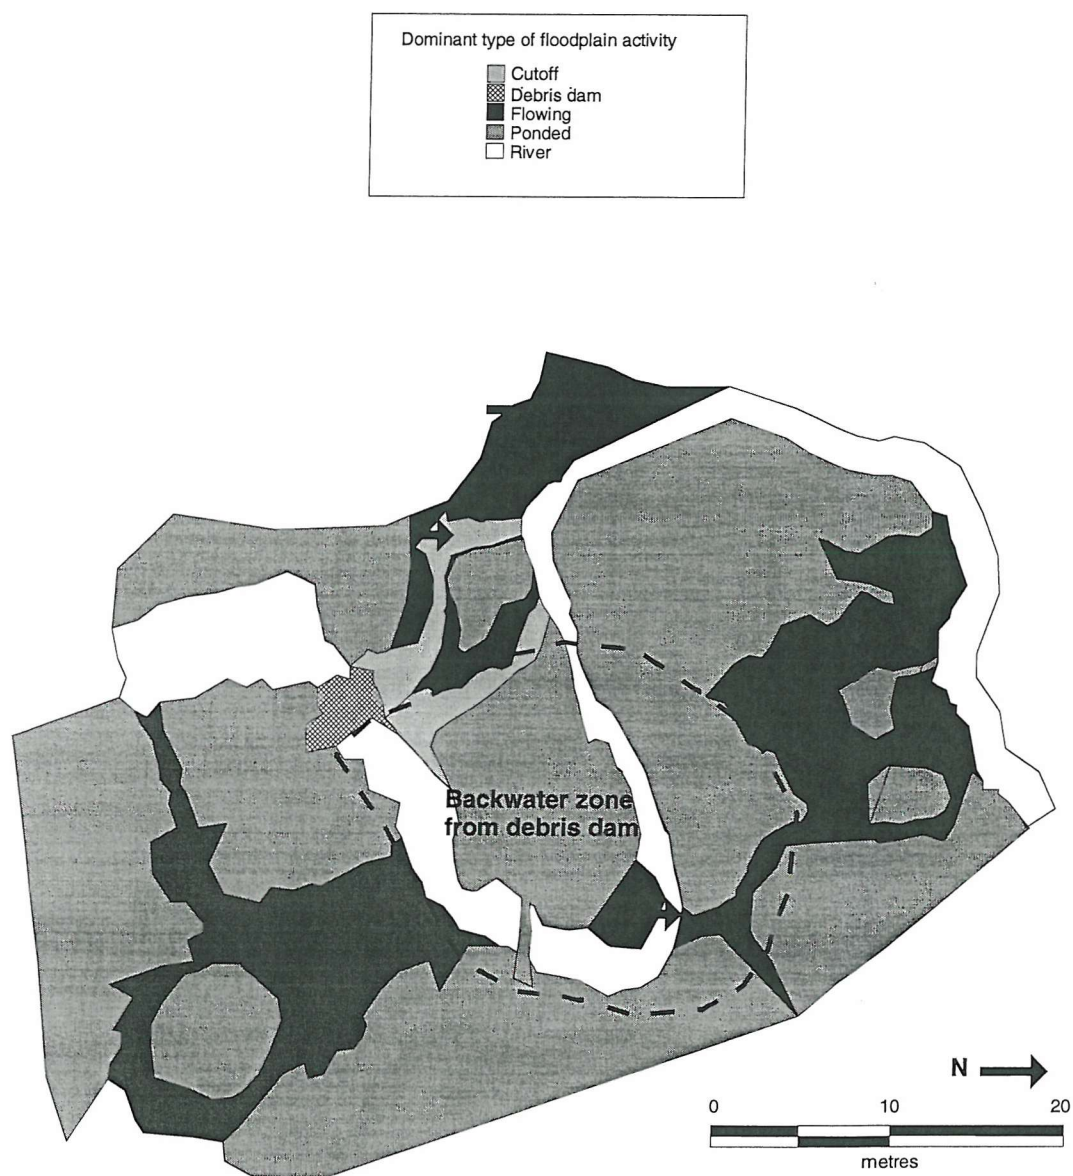 Dominant type of floodplain activity
Cutoff
Debris dam
Flowing
Ponded
River
Backwater zone
from debris dam
N
0 10 20
metres